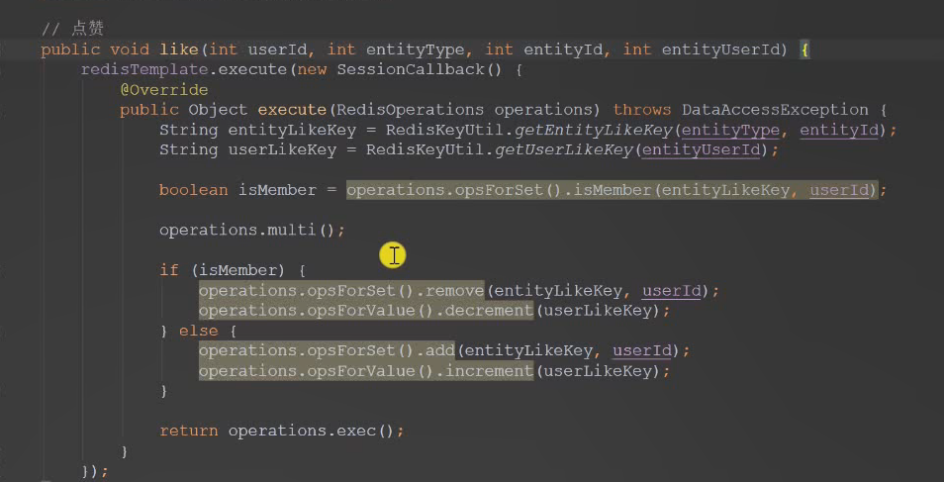 // 点赞
public void like(int userId, int entityType, int entityId, int entityUserId) {
redisTemplate.execute(new SessionCallback() {
@Override
public Object execute(RedisOperations operations) throws DataAccessException {
String entityLikeKey = RedisKeyUtil.getEntityLikeKey(entityType, entityId);
String userLikeKey = RedisKeyUtil.getUserLikeKey(entityUserId);
boolean isMember = operations.opsForSet().isMember(entityLikeKey, userId);
operations.multi();
if (isMember) {
operations.opsForSet().remove(entityLikeKey, userId);
operations.opsForValue().decrement(userLikeKey);
} else {
operations.opsForSet().add(entityLikeKey, userId);
operations.opsForValue().increment(userLikeKey);
}
return operations.exec();
}
});